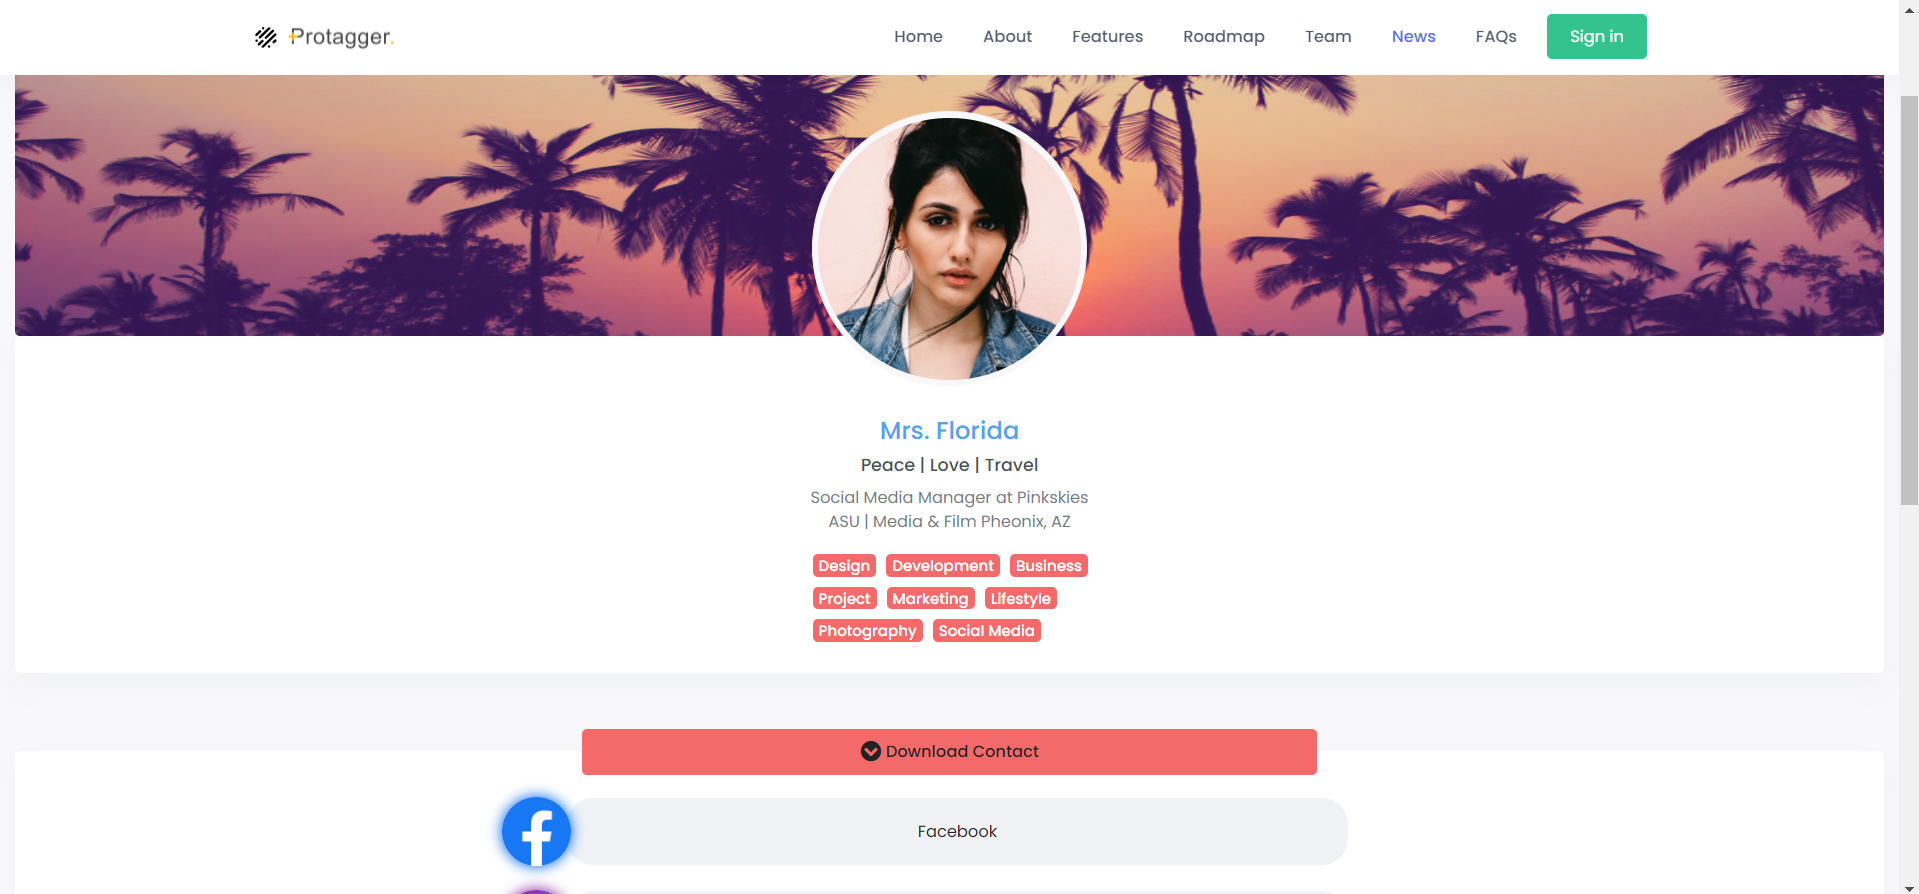 Protagger.
Home About Features Roadmap Team News FAQs Sign in
Mrs. Florida
Peace | Love | Travel
Social Media Manager at Pinkskies
ASU | Media & Film Pheonix, AZ
Design Development Business
Project Marketing Lifestyle
Photography Social Media
Download Contact
Facebook